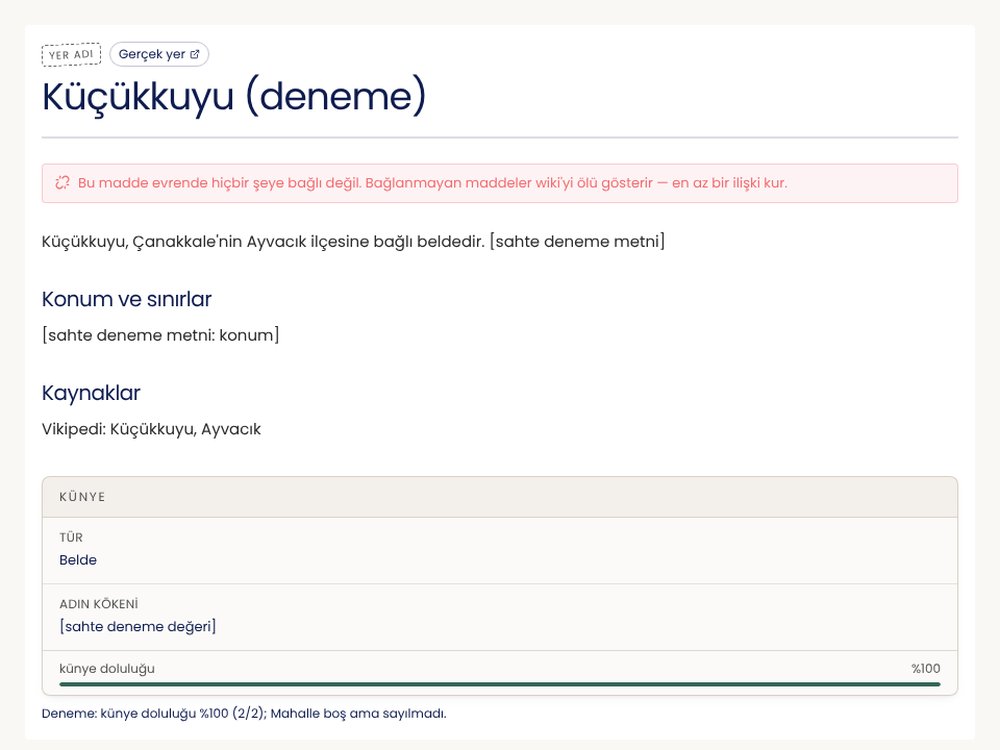 YER ADI
Gerçek yer
Küçükkuyu (deneme)
Bu madde evrende hiçbir şeye bağlı değil. Bağlanmayan maddeler wiki'yi ölü gösterir — en az bir ilişki kur.
Küçükkuyu, Çanakkale'nin Ayvacık ilçesine bağlı beldedir. [sahte deneme metni]
Konum ve sınırlar
[sahte deneme metni: konum]
Kaynaklar
Vikipedi: Küçükkuyu, Ayvacık
KÜNYE
TÜR
Belde
ADIN KÖKENİ
[sahte deneme değeri]
künye doluluğu %100
Deneme: künye doluluğu %100 (2/2); Mahalle boş ama sayılmadı.